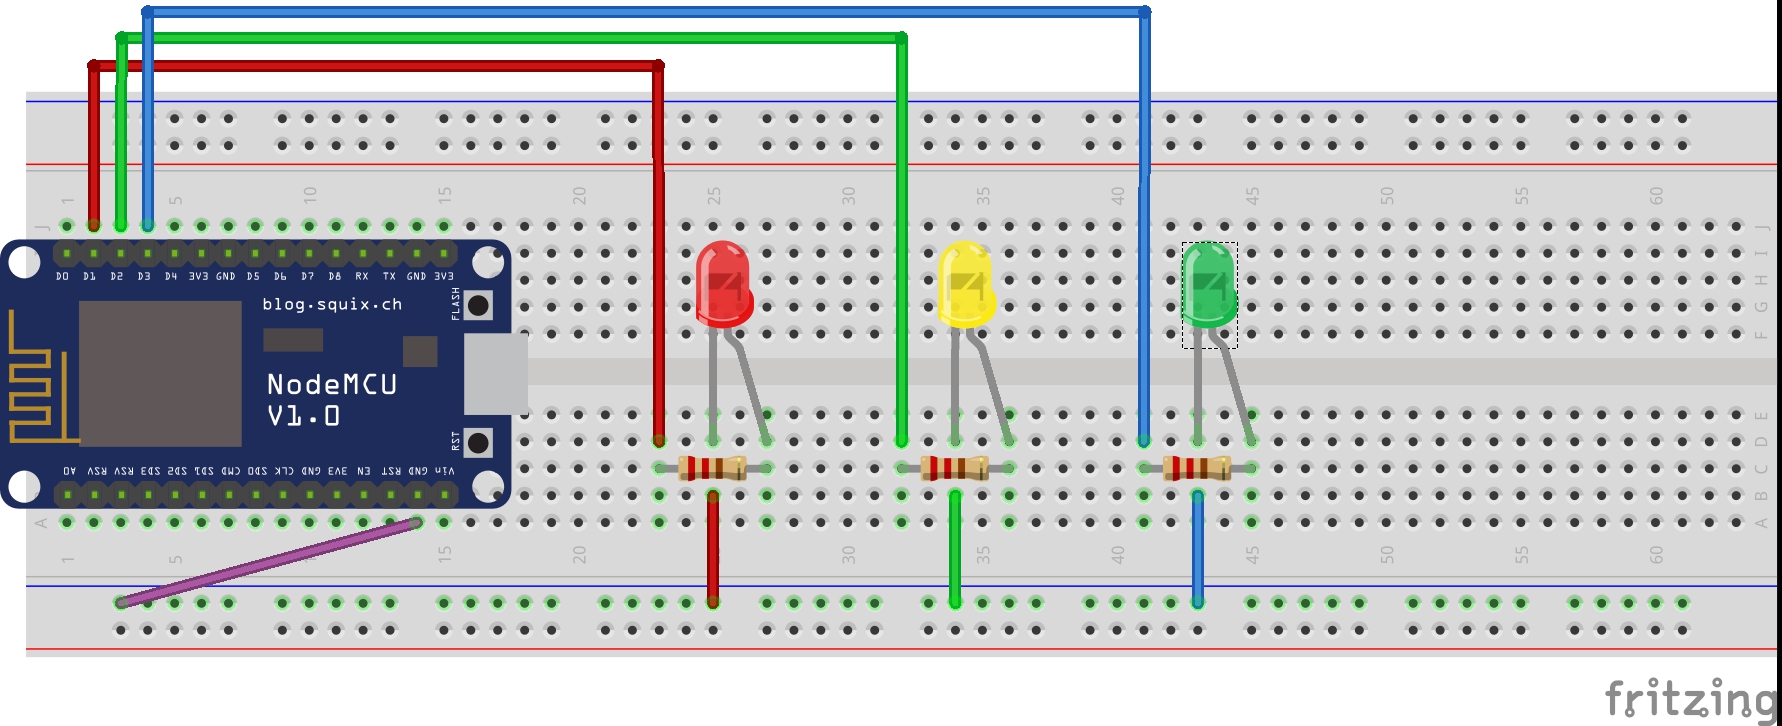 1 5 10 15 20 25 30 35 40 45 50 55 60
J J
I
H
G
F
D0 D1 D2 D3 D4 3V3 GND D5 D6 D7 D8 RX TX GND 3V3
blog.squix.ch
FLASH
NodeMCU
V1.0
RST
E
D
C
B
A0 RSV RSV SD3 SD2 SD1 CMD SD0 CLK GND 3V3 EN RST GND Vin
A A
1 5 10 15 20 30 35 40 45 50 55 60
fritzing